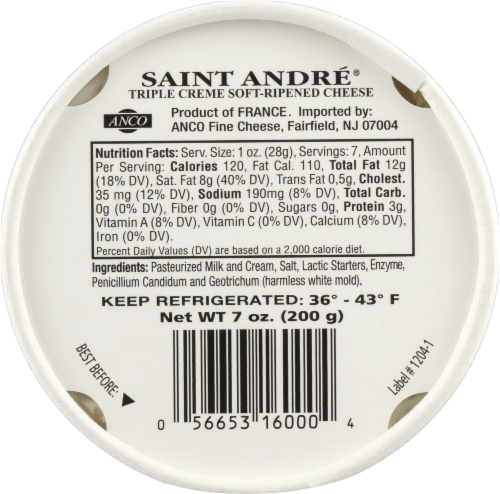 SAINT ANDRÉ®
TRIPLE CREME SOFT-RIPENED CHEESE
ANCO
Product of FRANCE. Imported by:
ANCO Fine Cheese, Fairfield, NJ 07004
Nutrition Facts: Serv. Size: 1 oz. (28g), Servings: 7, Amount
Per Serving: Calories 120, Fat Cal. 110, Total Fat 12g
(18% DV), Sat. Fat 8g (40% DV), Trans Fat 0,5g, Cholest.
35 mg (12% DV), Sodium 190mg (8% DV), Total Carb.
0g (0% DV), Fiber 0g (0% DV), Sugars 0g, Protein 3g,
Vitamin A (8% DV), Vitamin C (0% DV), Calcium (8% DV),
Iron (0% DV).
Percent Daily Values (DV) are based on a 2,000 calorie diet.
Ingredients: Pasteurized Milk and Cream, Salt, Lactic Starters, Enzyme,
Penicillium Candidum and Geotrichum (harmless white mold).
KEEP REFRIGERATED: 36° - 43° F
Net WT 7 oz. (200 g)
BEST BEFORE:
Label # 1204-1
0 56653 16000 4